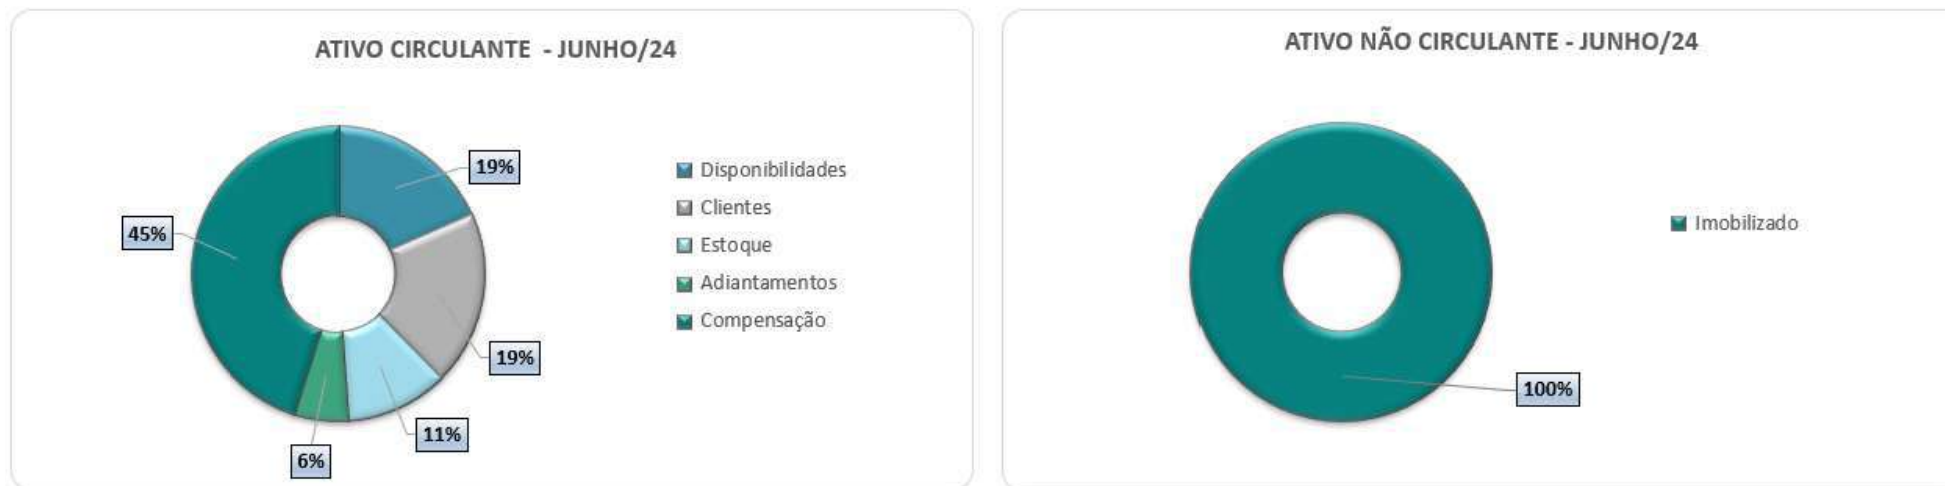 ATIVO CIRCULANTE - JUNHO/24
19%
45%
19%
11%
6%
Disponibilidades
Clientes
Estoque
Adiantamentos
Compensação
ATIVO NÃO CIRCULANTE - JUNHO/24
100%
Imobilizado